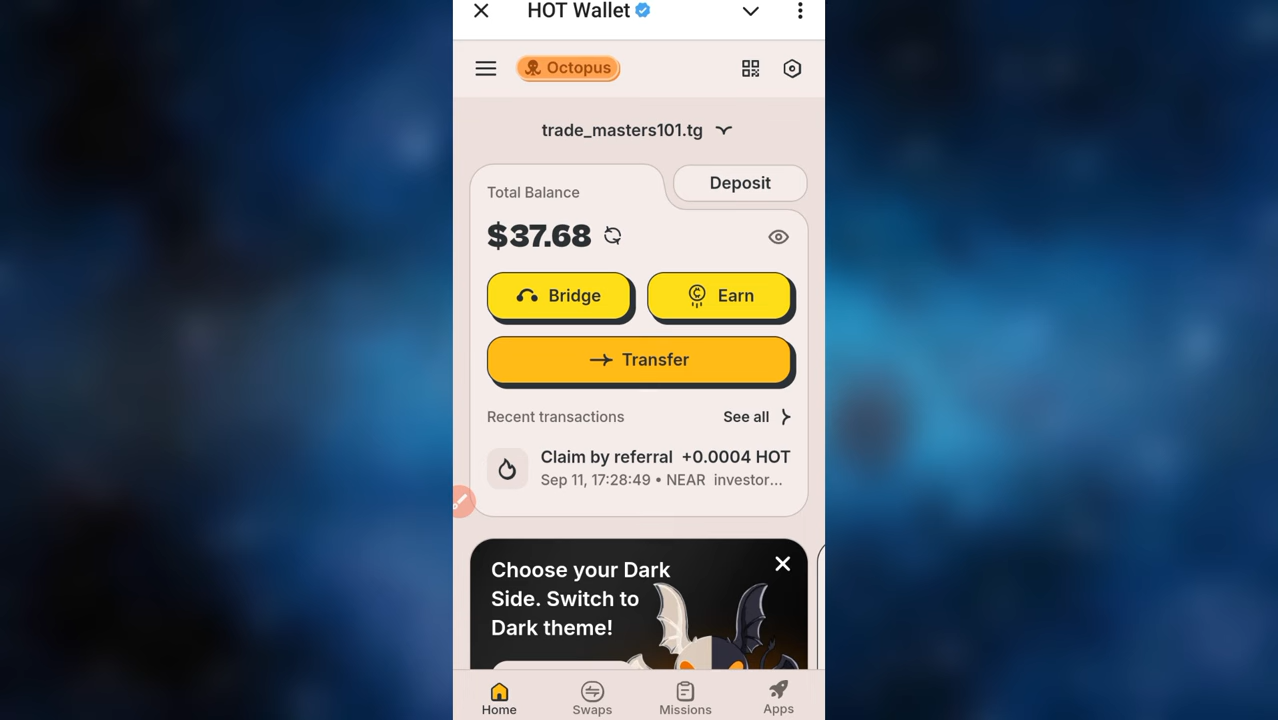 HOT Wallet
Octopus
trade_masters101.tg
Total Balance
Deposit
$37.68
Bridge
Earn
Transfer
Recent transactions
See all
Claim by referral +0.0004 HOT
Sep 11, 17:28:49 • NEAR investor...
Choose your Dark
Side. Switch to
Dark theme!
Home
Swaps
Missions
Apps